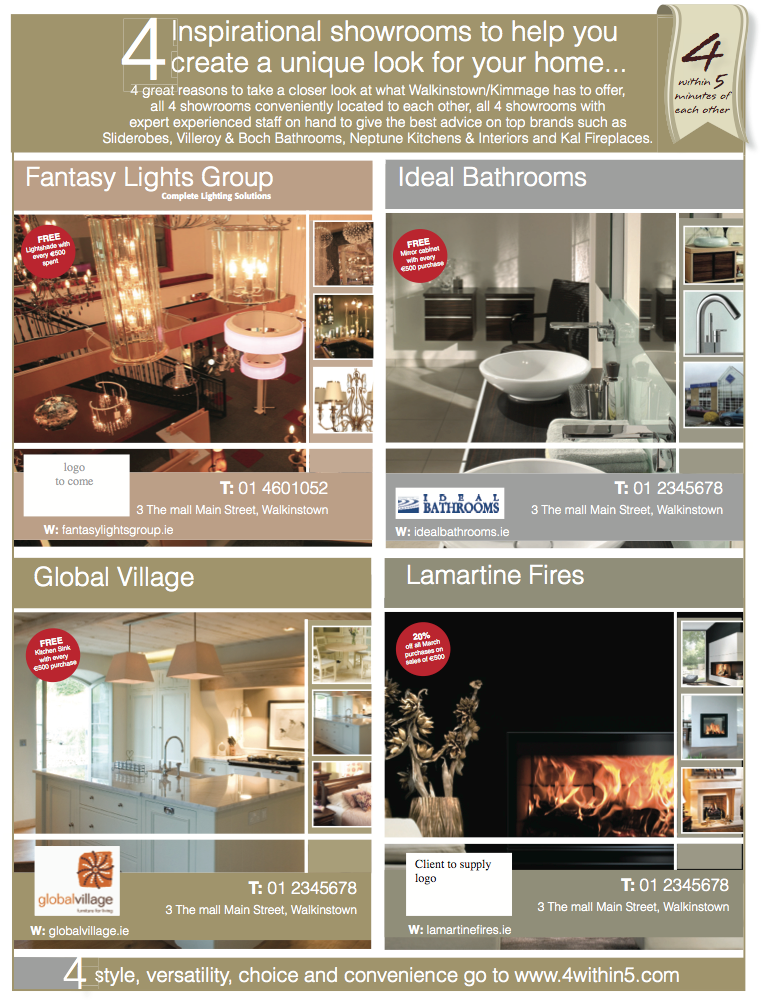 4 Inspirational showrooms to help you
create a unique look for your home...
4 great reasons to take a closer look at what Walkinstown/Kimmage has to offer,
all 4 showrooms conveniently located to each other, all 4 showrooms with
expert experienced staff on hand to give the best advice on top brands such as
Sliderobes, Villeroy & Boch Bathrooms, Neptune Kitchens & Interiors and Kal Fireplaces.
4
within 5
minutes of
each other
Fantasy Lights Group
Complete Lighting Solutions
FREE
Lightshade with
every €500
spent
logo
to come
T: 01 4601052
3 The mall Main Street, Walkinstown
W: fantasylightsgroup.ie
Ideal Bathrooms
FREE
Mirror cabinet
with every
€500 purchase
IDEAL
BATHROOMS
T: 01 2345678
3 The mall Main Street, Walkinstown
W: idealbathrooms.ie
Global Village
FREE
Kitchen Sink
with every
€500 purchase
globalvillage
furniture for living
T: 01 2345678
3 The mall Main Street, Walkinstown
W: globalvillage.ie
Lamartine Fires
20%
off all March
purchases on
sales of €500
Client to supply
logo
T: 01 2345678
3 The mall Main Street, Walkinstown
W: lamartinefires.ie
4 style, versatility, choice and convenience go to www.4within5.com